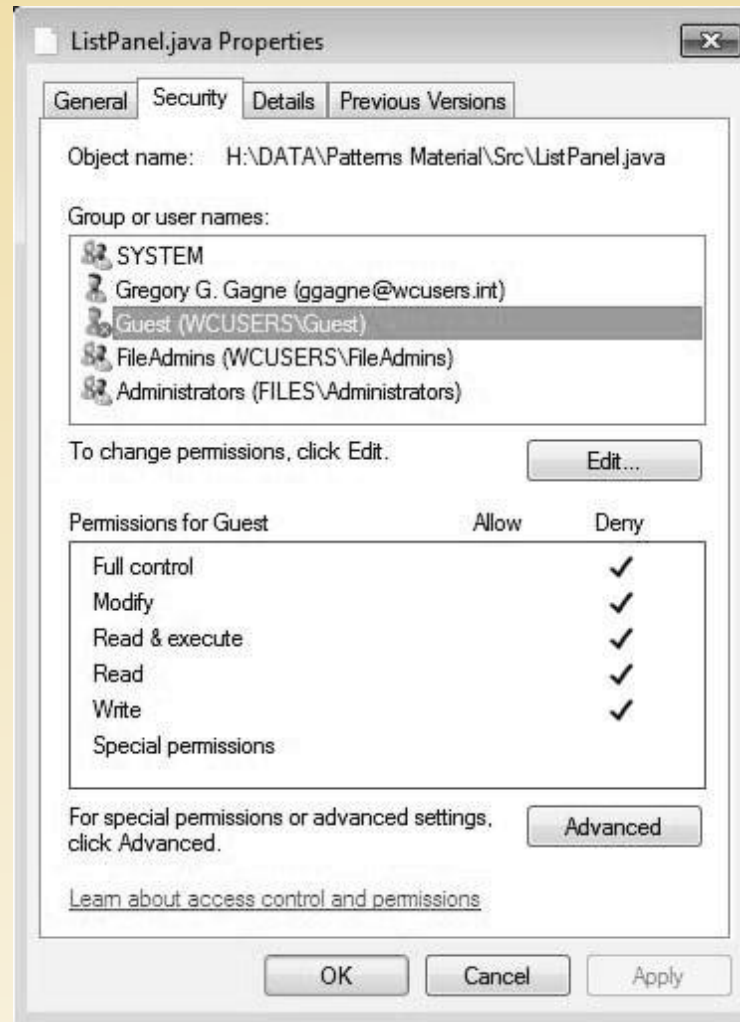 ListPanel.java Properties
General Security Details Previous Versions
Object name: H:\DATA\Patterns Material\Src\ListPanel.java
Group or user names:
SYSTEM
Gregory G. Gagne (ggagne@wcusers.int)
Guest (WCUSERS\Guest)
FileAdmins (WCUSERS\FileAdmins)
Administrators (FILES\Administrators)
To change permissions, click Edit. Edit...
Permissions for Guest Allow Deny
Full control ✓
Modify ✓
Read & execute ✓
Read ✓
Write ✓
Special permissions
For special permissions or advanced settings,
click Advanced. Advanced
Learn about access control and permissions
OK Cancel Apply